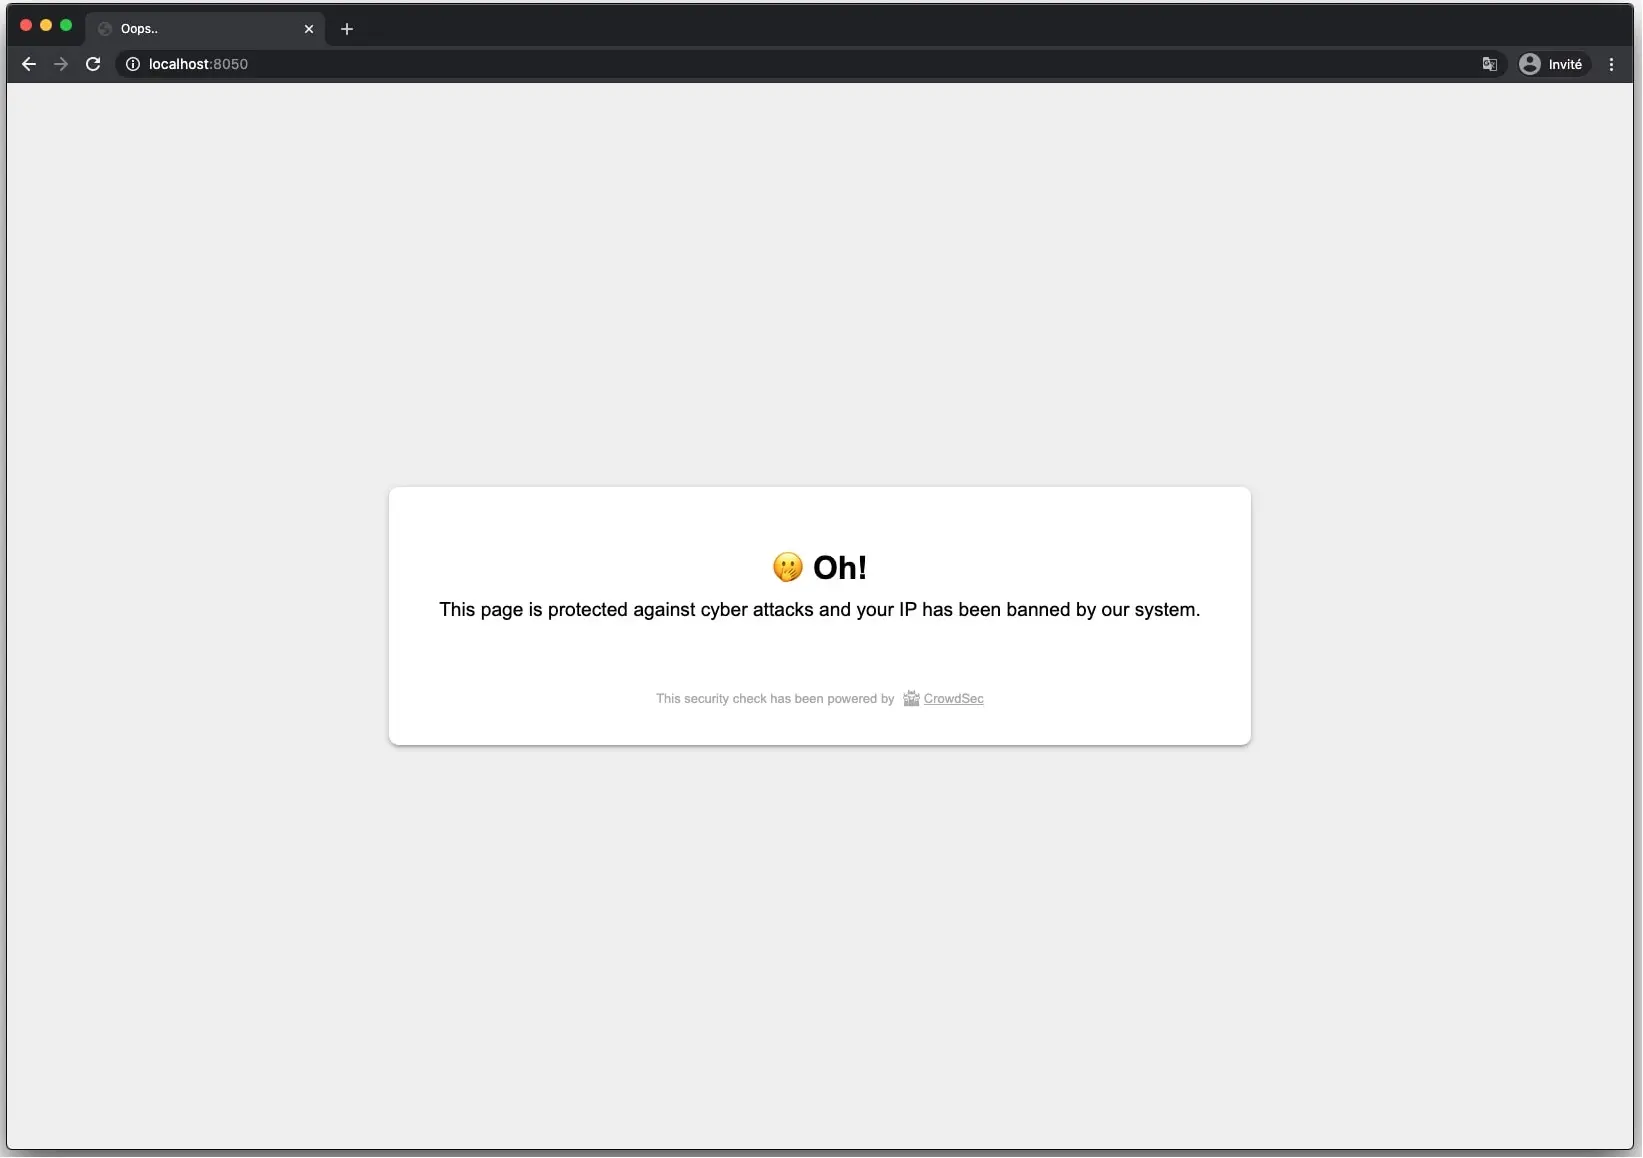 Oops..
localhost:8050
Invité
🤭 Oh!
This page is protected against cyber attacks and your IP has been banned by our system.
This security check has been powered by CrowdSec